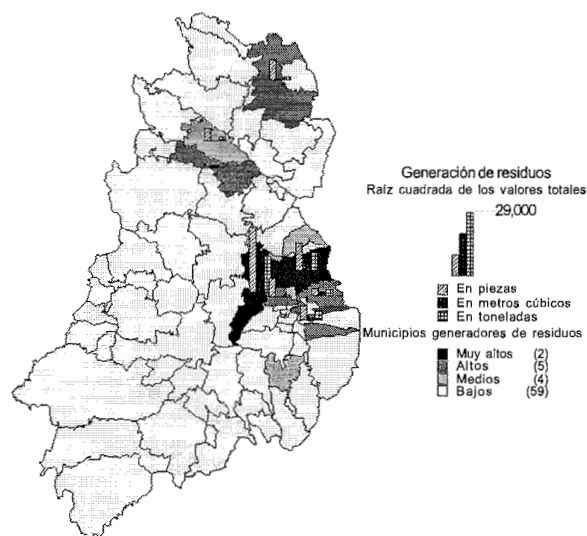 Generación de residuos
Raíz cuadrada de los valores totales
29,000
En piezas
En metros cúbicos
En toneladas
Municipios generadores de residuos
Muy altos (2)
Altos (5)
Medios (4)
Bajos (59)